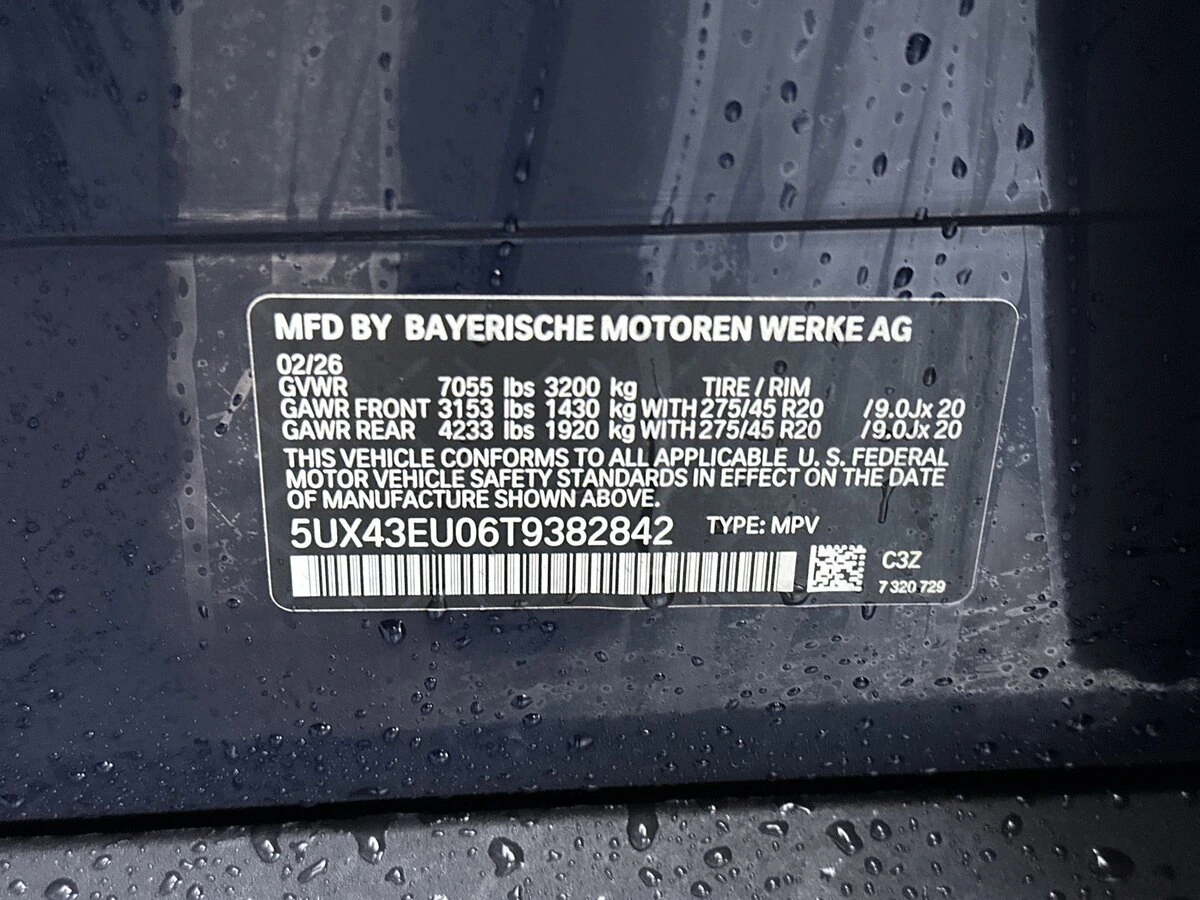 MFD BY BAYERISCHE MOTOREN WERKE AG
02/26
GVWR 7055 lbs 3200 kg TIRE / RIM
GAWR FRONT 3153 lbs 1430 kg WITH 275/45 R20 /9.0Jx 20
GAWR REAR 4233 lbs 1920 kg WITH 275/45 R20 /9.0Jx 20
THIS VEHICLE CONFORMS TO ALL APPLICABLE U. S. FEDERAL
MOTOR VEHICLE SAFETY STANDARDS IN EFFECT ON THE DATE
OF MANUFACTURE SHOWN ABOVE.
5UX43EU06T9382842 TYPE: MPV
C3Z
7 320 729